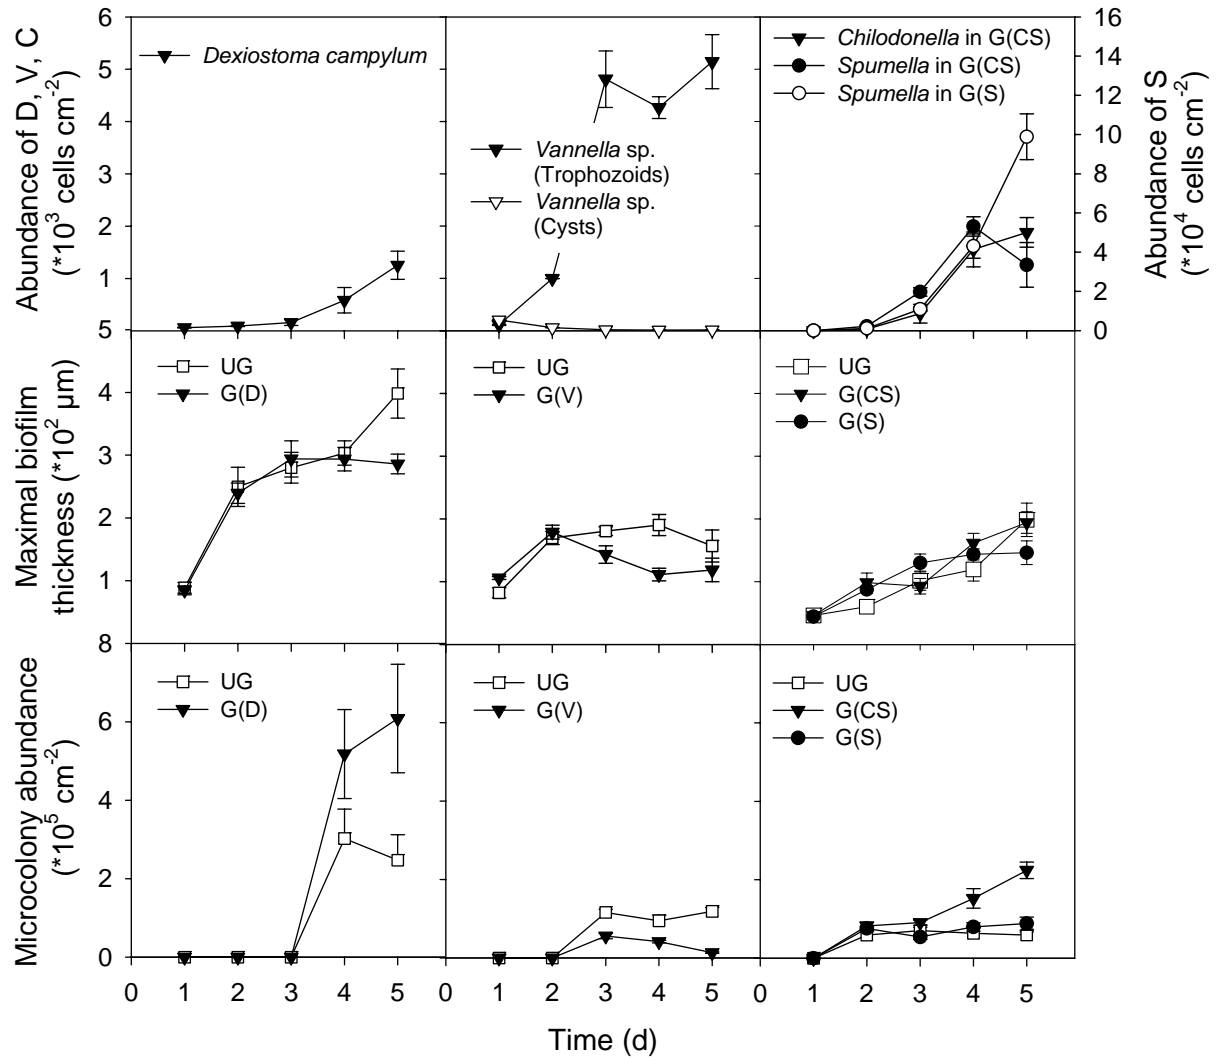 Abundance of D, V, C
(*10³ cells cm⁻²)
6
5
4
3
2
1
5
Dexiostoma campylum
Vannella sp.
(Trophozoids)
Vannella sp.
(Cysts)
Chilodonella in G(CS)
Spumella in G(CS)
Spumella in G(S)
16
14
12
10
8
6
4
2
0
Abundance of S
(*10⁴ cells cm⁻²)
Maximal biofilm
thickness (*10² µm)
4
3
2
1
8
UG
G(D)
UG
G(V)
UG
G(CS)
G(S)
Microcolony abundance
(*10⁵ cm⁻²)
6
4
2
0
UG
G(D)
UG
G(V)
UG
G(CS)
G(S)
0 1 2 3 4 5 0 1 2 3 4 5 0 1 2 3 4 5
Time (d)